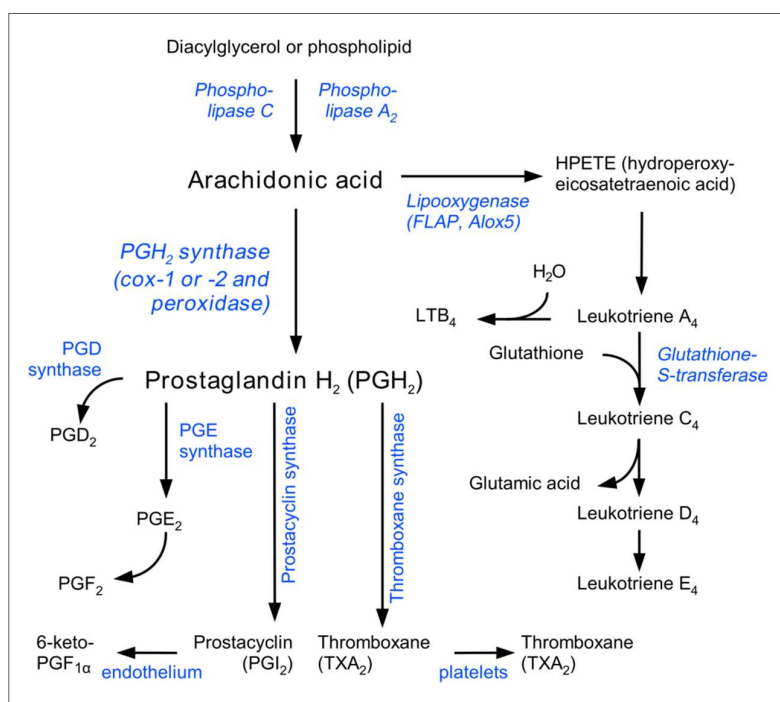 Diacylglycerol or phospholipid
Phospho-
lipase C
Phospho-
lipase A₂
Arachidonic acid
HPETE (hydroperoxy-
eicosatetraenoic acid)
Lipooxygenase
(FLAP, Alox5)
PGH₂ synthase
(cox-1 or -2 and
peroxidase)
H₂O
LTB₄
Leukotriene A₄
Glutathione
Glutathione-
S-transferase
PGD
synthase
Prostaglandin H₂ (PGH₂)
PGD₂
PGE
synthase
Prostacyclin synthase
Thromboxane synthase
Leukotriene C₄
Glutamic acid
PGE₂
Leukotriene D₄
PGF₂
Leukotriene E₄
6-keto-
PGF₁α
endothelium
Prostacyclin
(PGI₂)
Thromboxane
(TXA₂)
platelets
Thromboxane
(TXA₂)